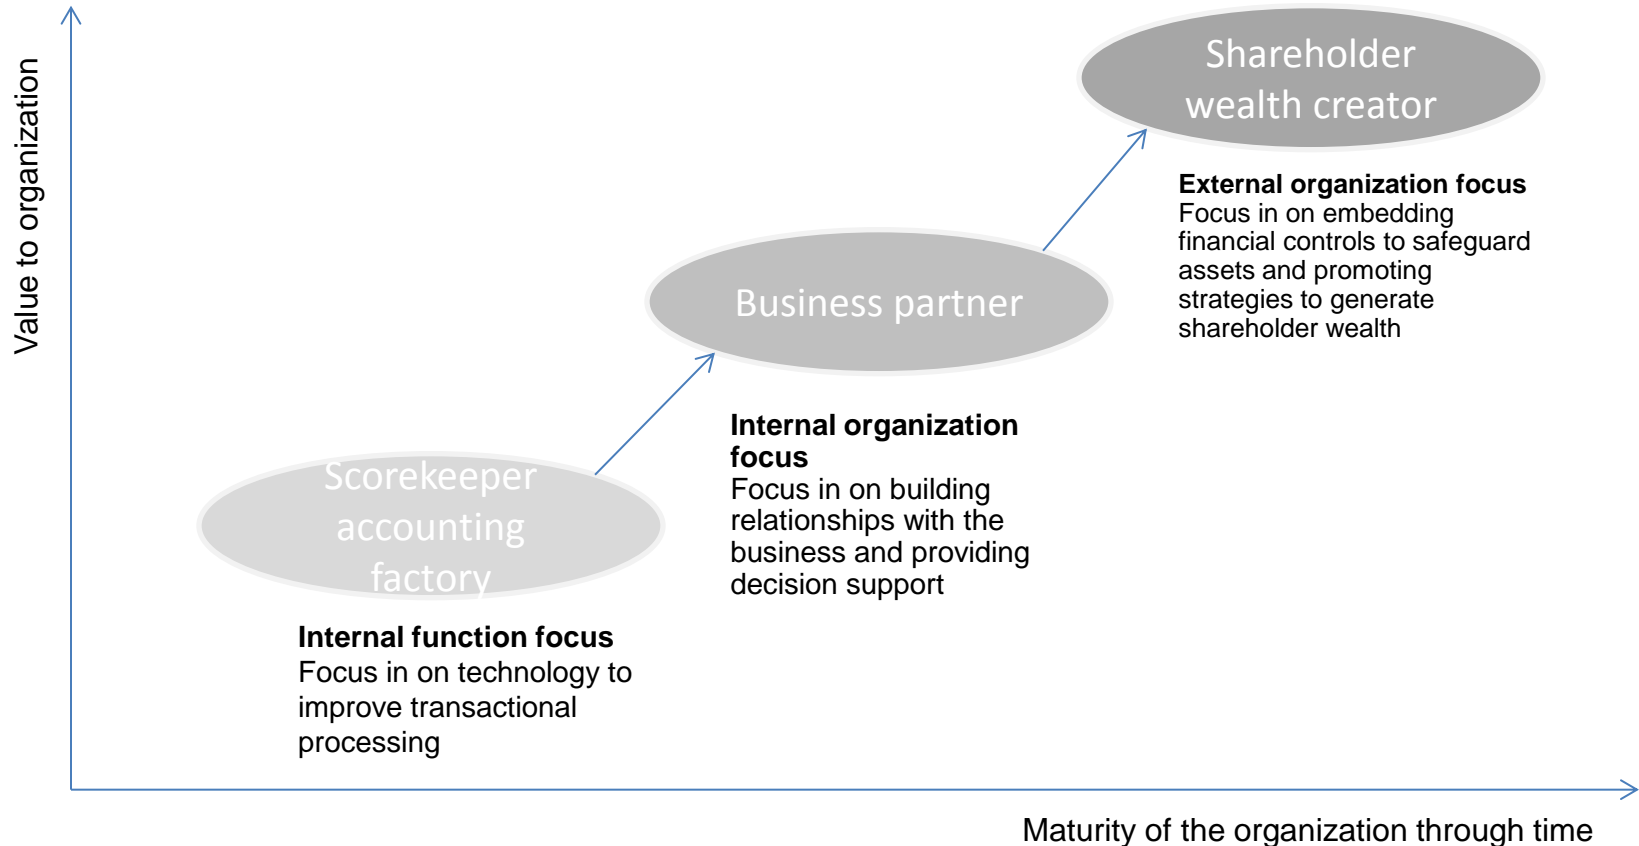 Value to organization
Shareholder
wealth creator
External organization focus
Focus in on embedding
financial controls to safeguard
assets and promoting
strategies to generate
shareholder wealth
Business partner
Internal organization
focus
Focus in on building
relationships with the
business and providing
decision support
Scorekeeper
accounting
factory
Internal function focus
Focus in on technology to
improve transactional
processing
Maturity of the organization through time